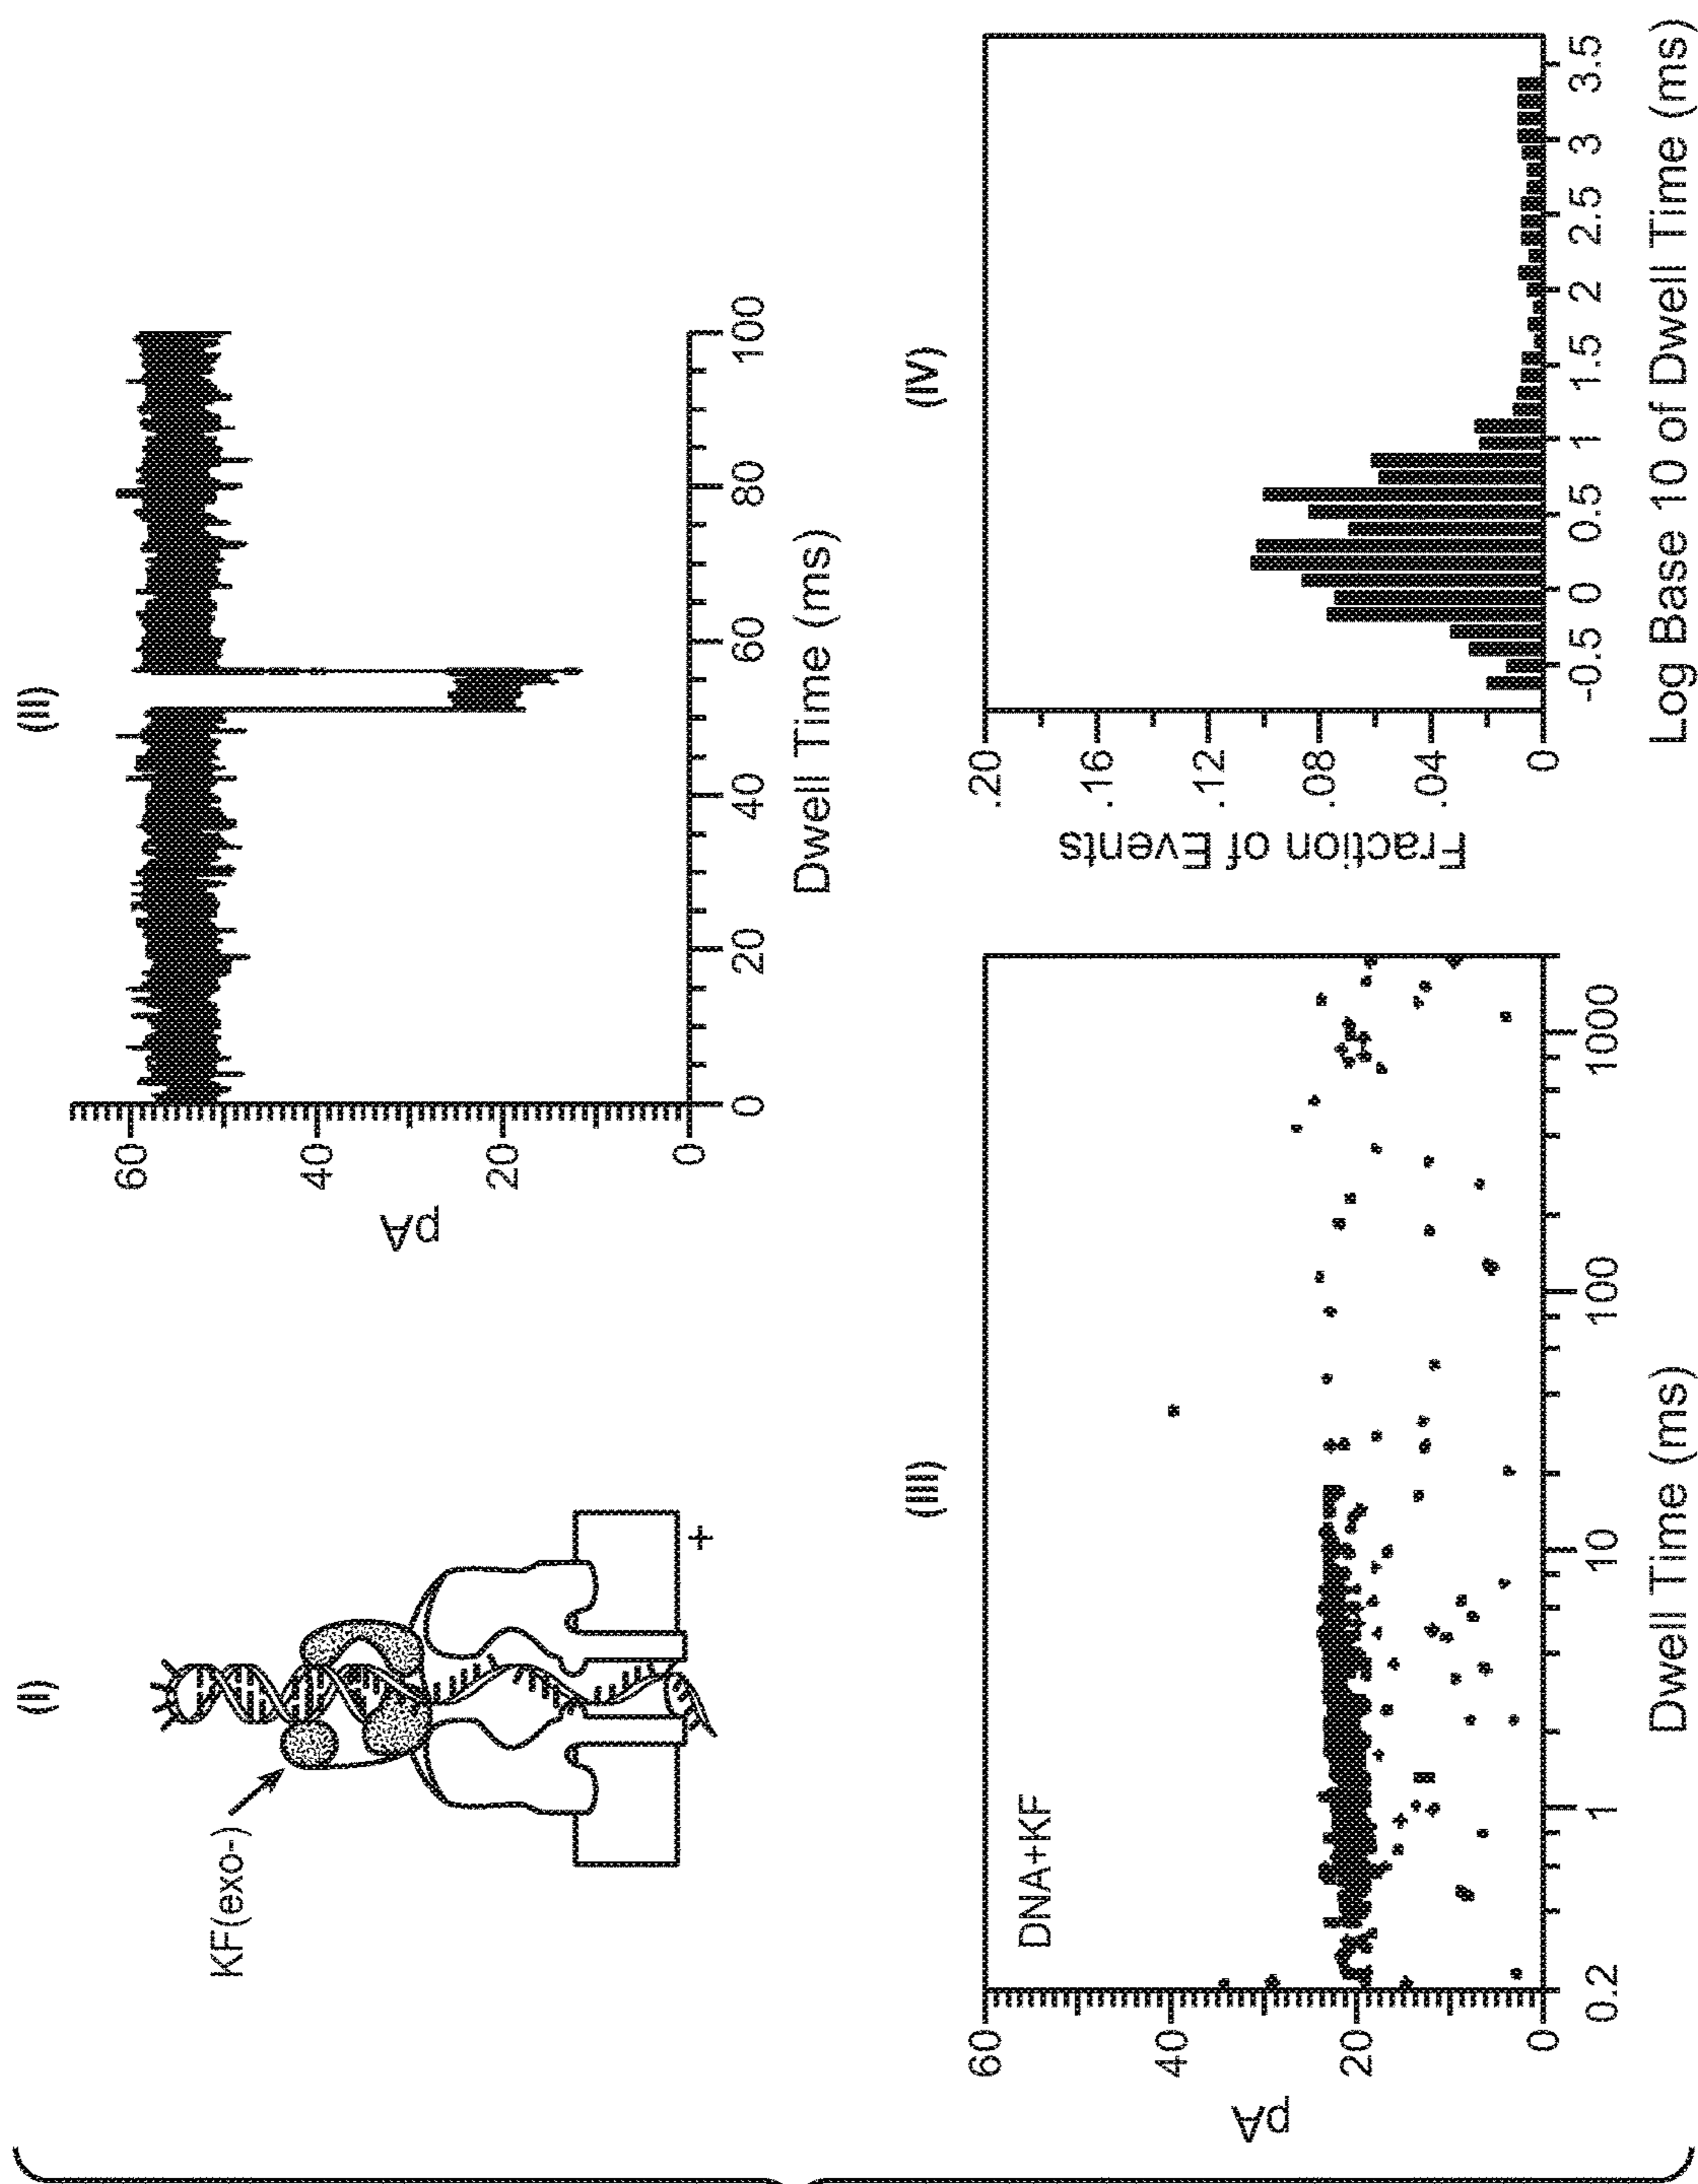 (I)
KF(exo-)
+
(II)
pA
60
40
20
0
0 20 40 60 80 100
Dwell Time (ms)
(III)
DNA+KF
pA
60
40
20
0
0.2 1 10 100 1000
Dwell Time (ms)
(IV)
Fraction of Events
.20
.16
.12
.08
.04
0
-0.5 0 0.5 1 1.5 2 2.5 3 3.5
Log Base 10 of Dwell Time (ms)